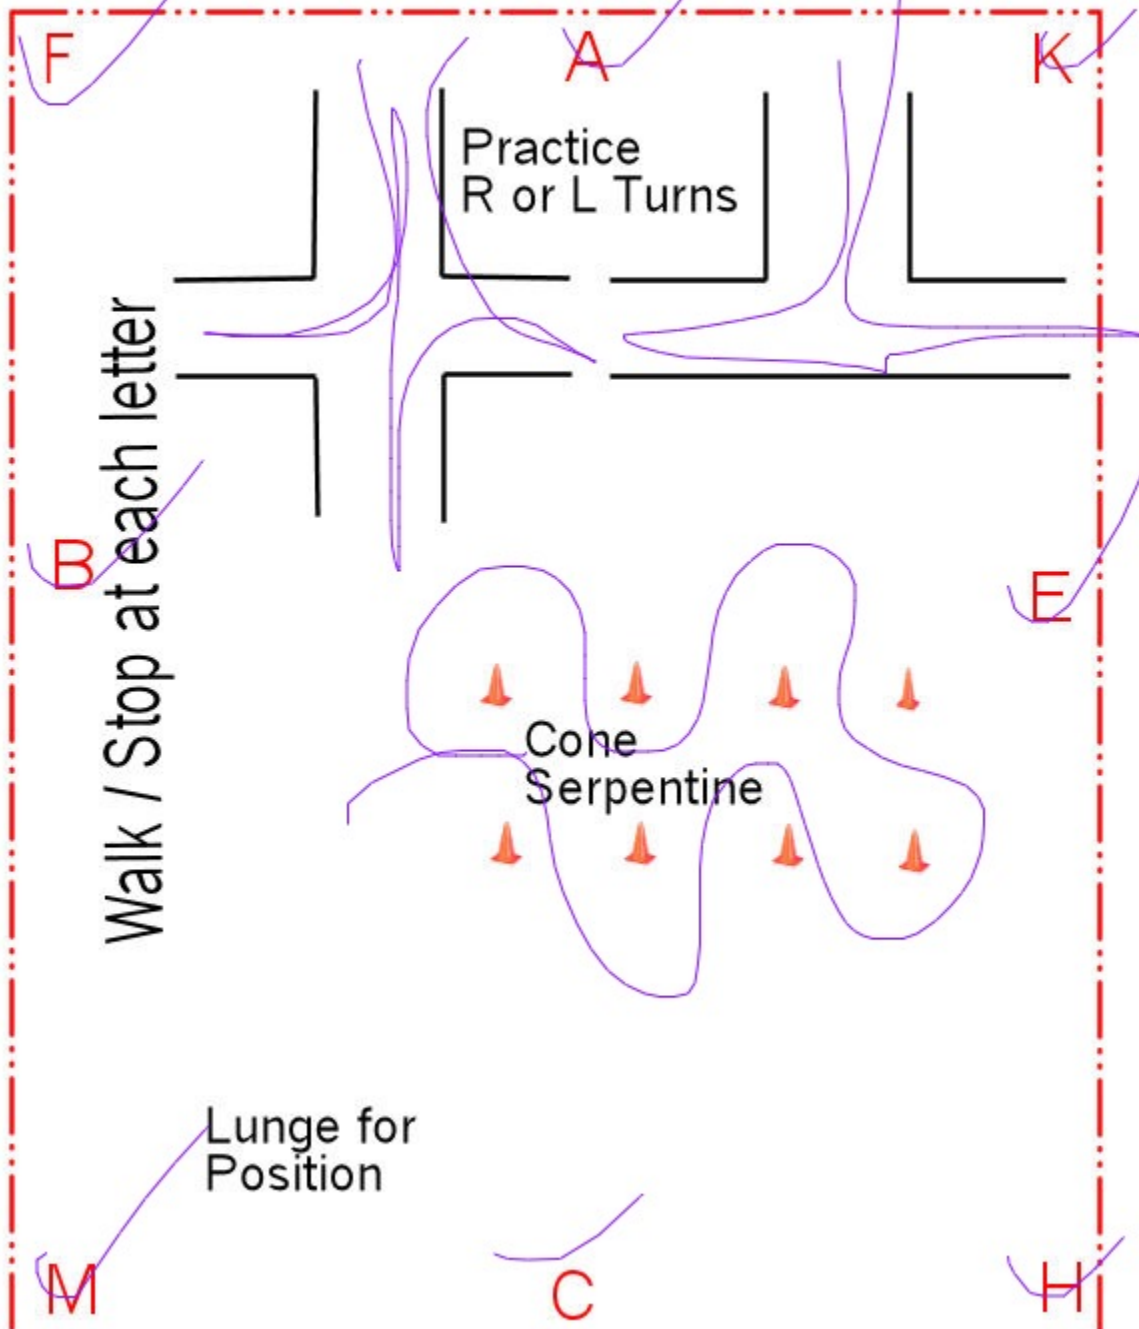 F
A
K
Practice
R or L Turns
Walk / Stop at each letter
B
E
Cone
Serpentine
Lunge for
Position
M
C
H